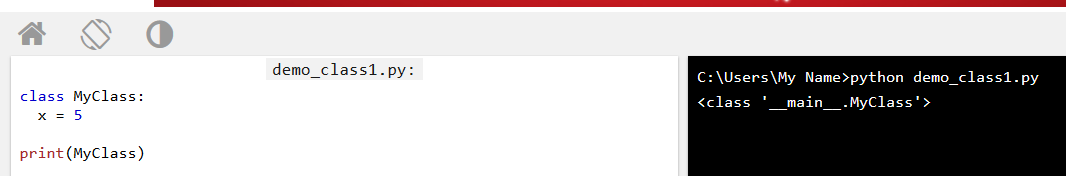 demo_class1.py:
class MyClass:
  x = 5
print(MyClass)
C:\Users\My Name>python demo_class1.py
<class '__main__.MyClass'>